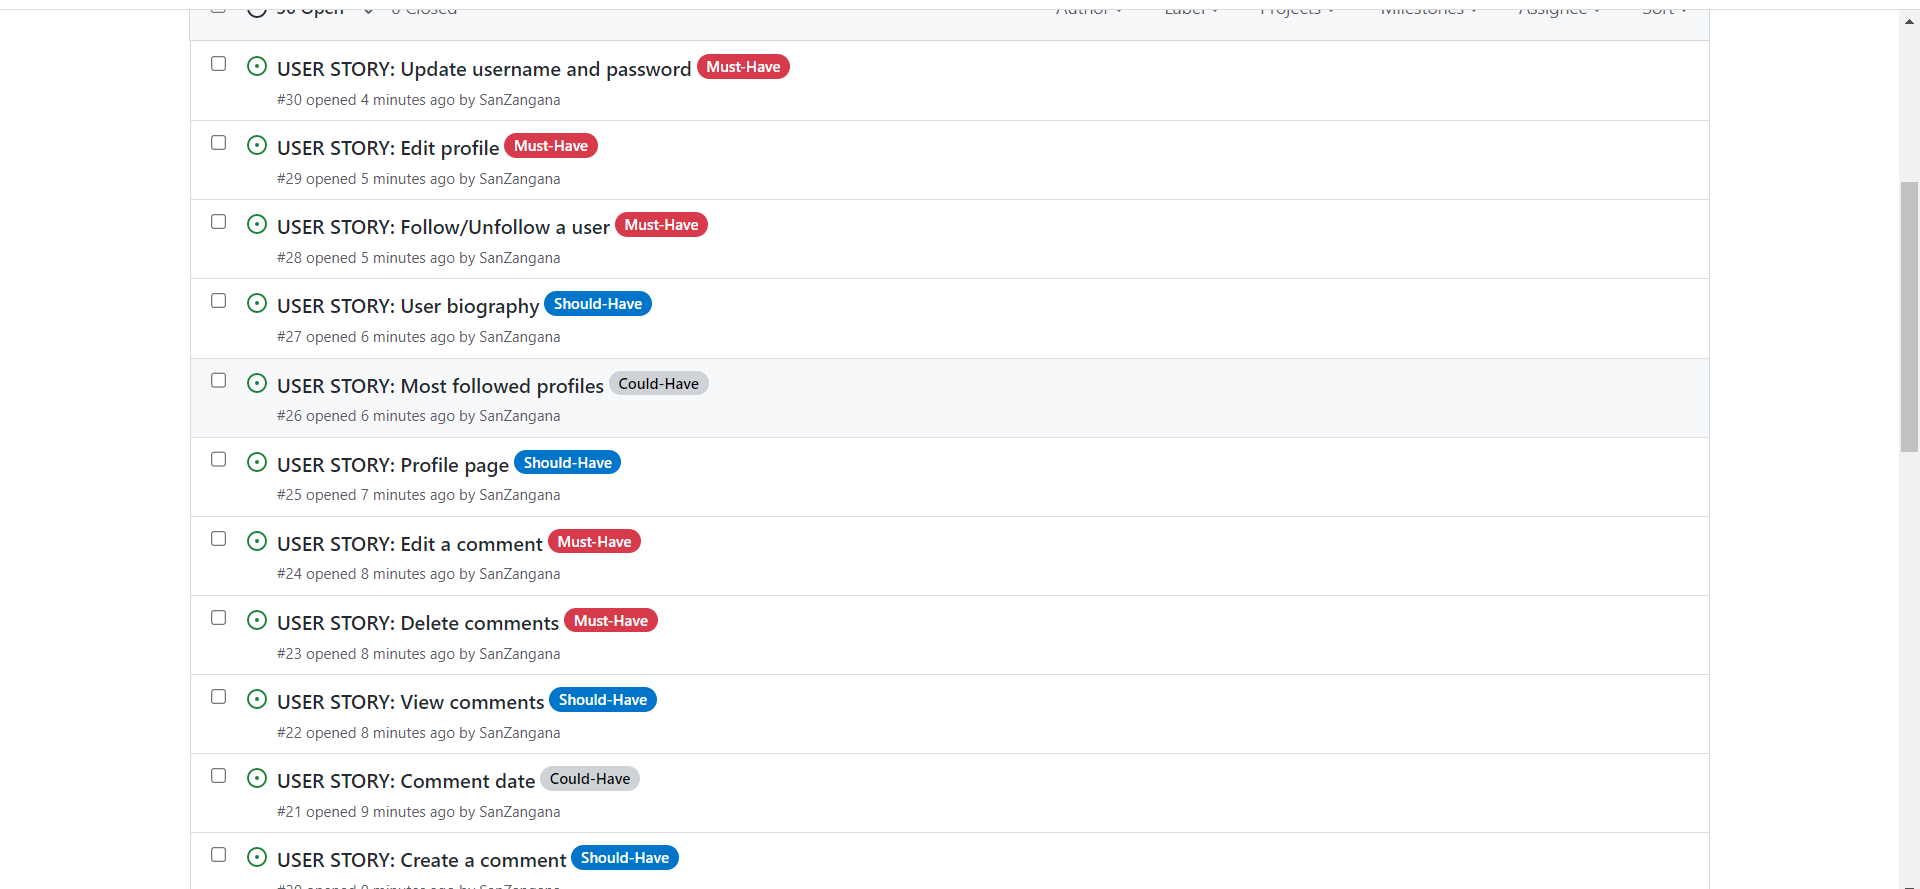 30 Open 0 Closed Author Label Projects Milestones Assignee Sort
USER STORY: Update username and password Must-Have
#30 opened 4 minutes ago by SanZangana
USER STORY: Edit profile Must-Have
#29 opened 5 minutes ago by SanZangana
USER STORY: Follow/Unfollow a user Must-Have
#28 opened 5 minutes ago by SanZangana
USER STORY: User biography Should-Have
#27 opened 6 minutes ago by SanZangana
USER STORY: Most followed profiles Could-Have
#26 opened 6 minutes ago by SanZangana
USER STORY: Profile page Should-Have
#25 opened 7 minutes ago by SanZangana
USER STORY: Edit a comment Must-Have
#24 opened 8 minutes ago by SanZangana
USER STORY: Delete comments Must-Have
#23 opened 8 minutes ago by SanZangana
USER STORY: View comments Should-Have
#22 opened 8 minutes ago by SanZangana
USER STORY: Comment date Could-Have
#21 opened 9 minutes ago by SanZangana
USER STORY: Create a comment Should-Have